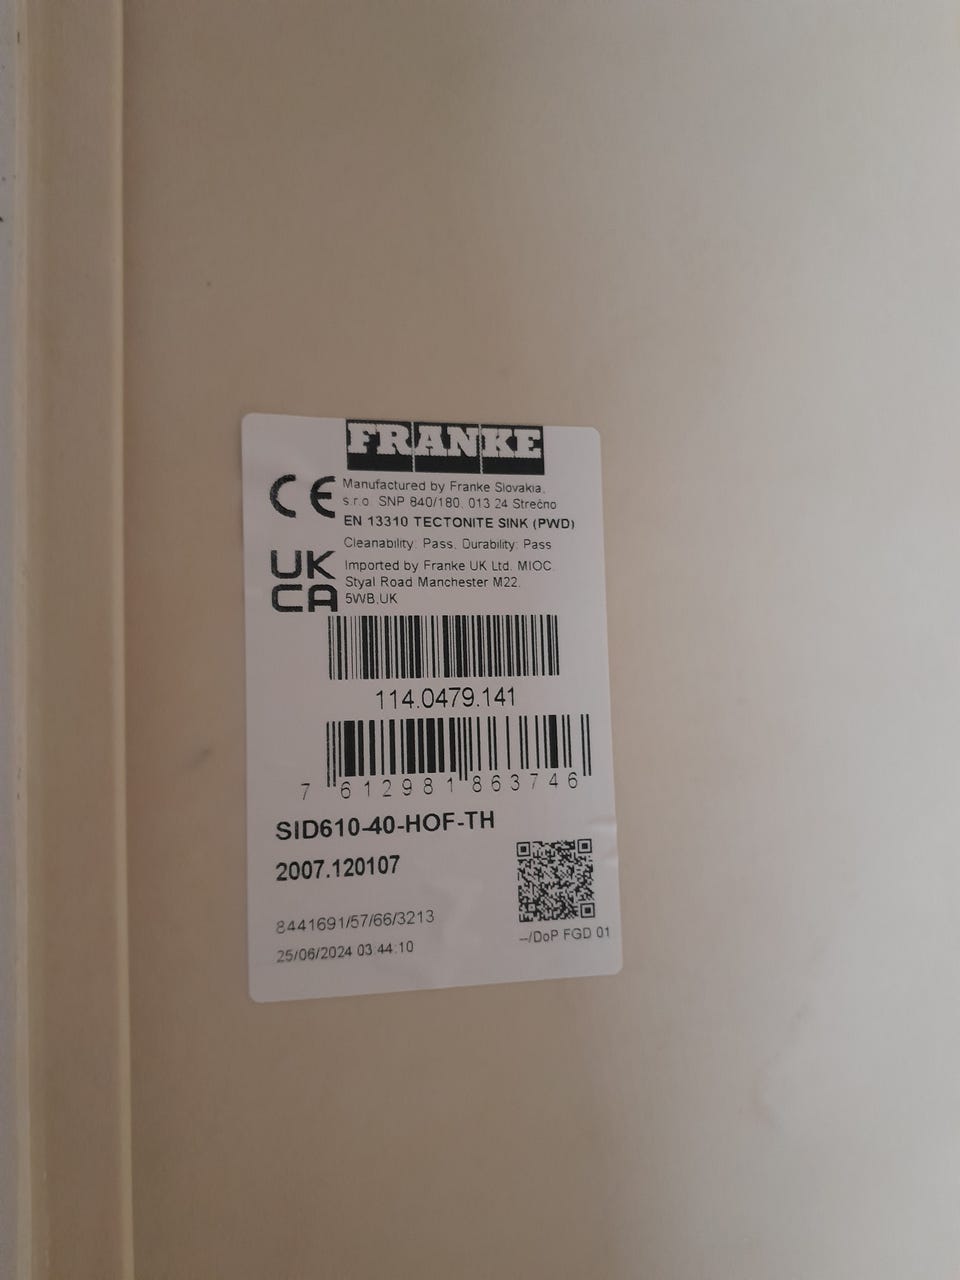 FRANKE
CE
Manufactured by Franke Slovakia,
s.r.o. SNP 840/180, 013 24 Strečno
EN 13310 TECTONITE SINK (PWD)
Cleanability: Pass, Durability: Pass
UK
CA
Imported by Franke UK Ltd. MIOC
Styal Road Manchester M22,
5WB,UK
114.0479.141
7 612981 863746
SID610-40-HOF-TH
2007.120107
8441691/57/66/3213
25/06/2024 03:44:10
--/DoP FGD 01